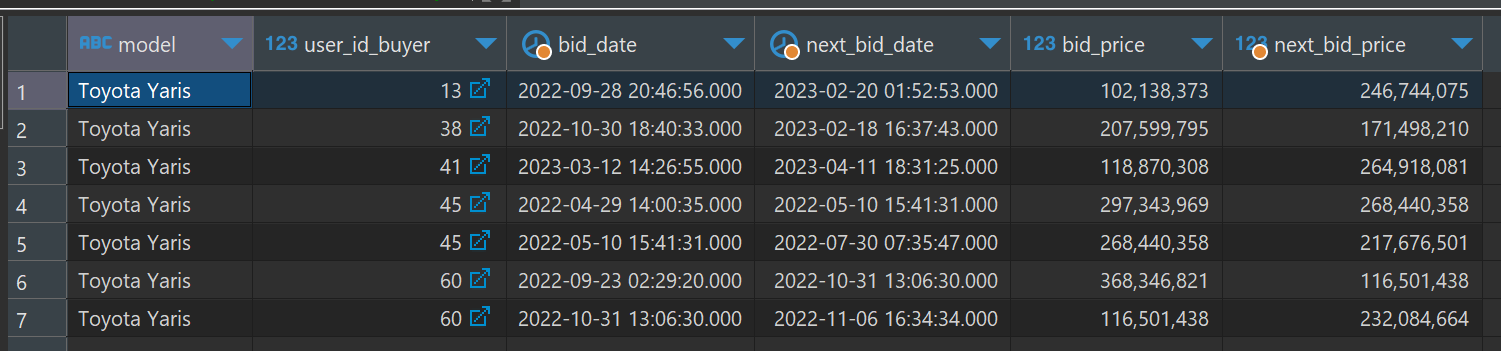 ABC model 123 user_id_buyer bid_date next_bid_date 123 bid_price 123 next_bid_price
1 Toyota Yaris 13 2022-09-28 20:46:56.000 2023-02-20 01:52:53.000 102,138,373 246,744,075
2 Toyota Yaris 38 2022-10-30 18:40:33.000 2023-02-18 16:37:43.000 207,599,795 171,498,210
3 Toyota Yaris 41 2023-03-12 14:26:55.000 2023-04-11 18:31:25.000 118,870,308 264,918,081
4 Toyota Yaris 45 2022-04-29 14:00:35.000 2022-05-10 15:41:31.000 297,343,969 268,440,358
5 Toyota Yaris 45 2022-05-10 15:41:31.000 2022-07-30 07:35:47.000 268,440,358 217,676,501
6 Toyota Yaris 60 2022-09-23 02:29:20.000 2022-10-31 13:06:30.000 368,346,821 116,501,438
7 Toyota Yaris 60 2022-10-31 13:06:30.000 2022-11-06 16:34:34.000 116,501,438 232,084,664